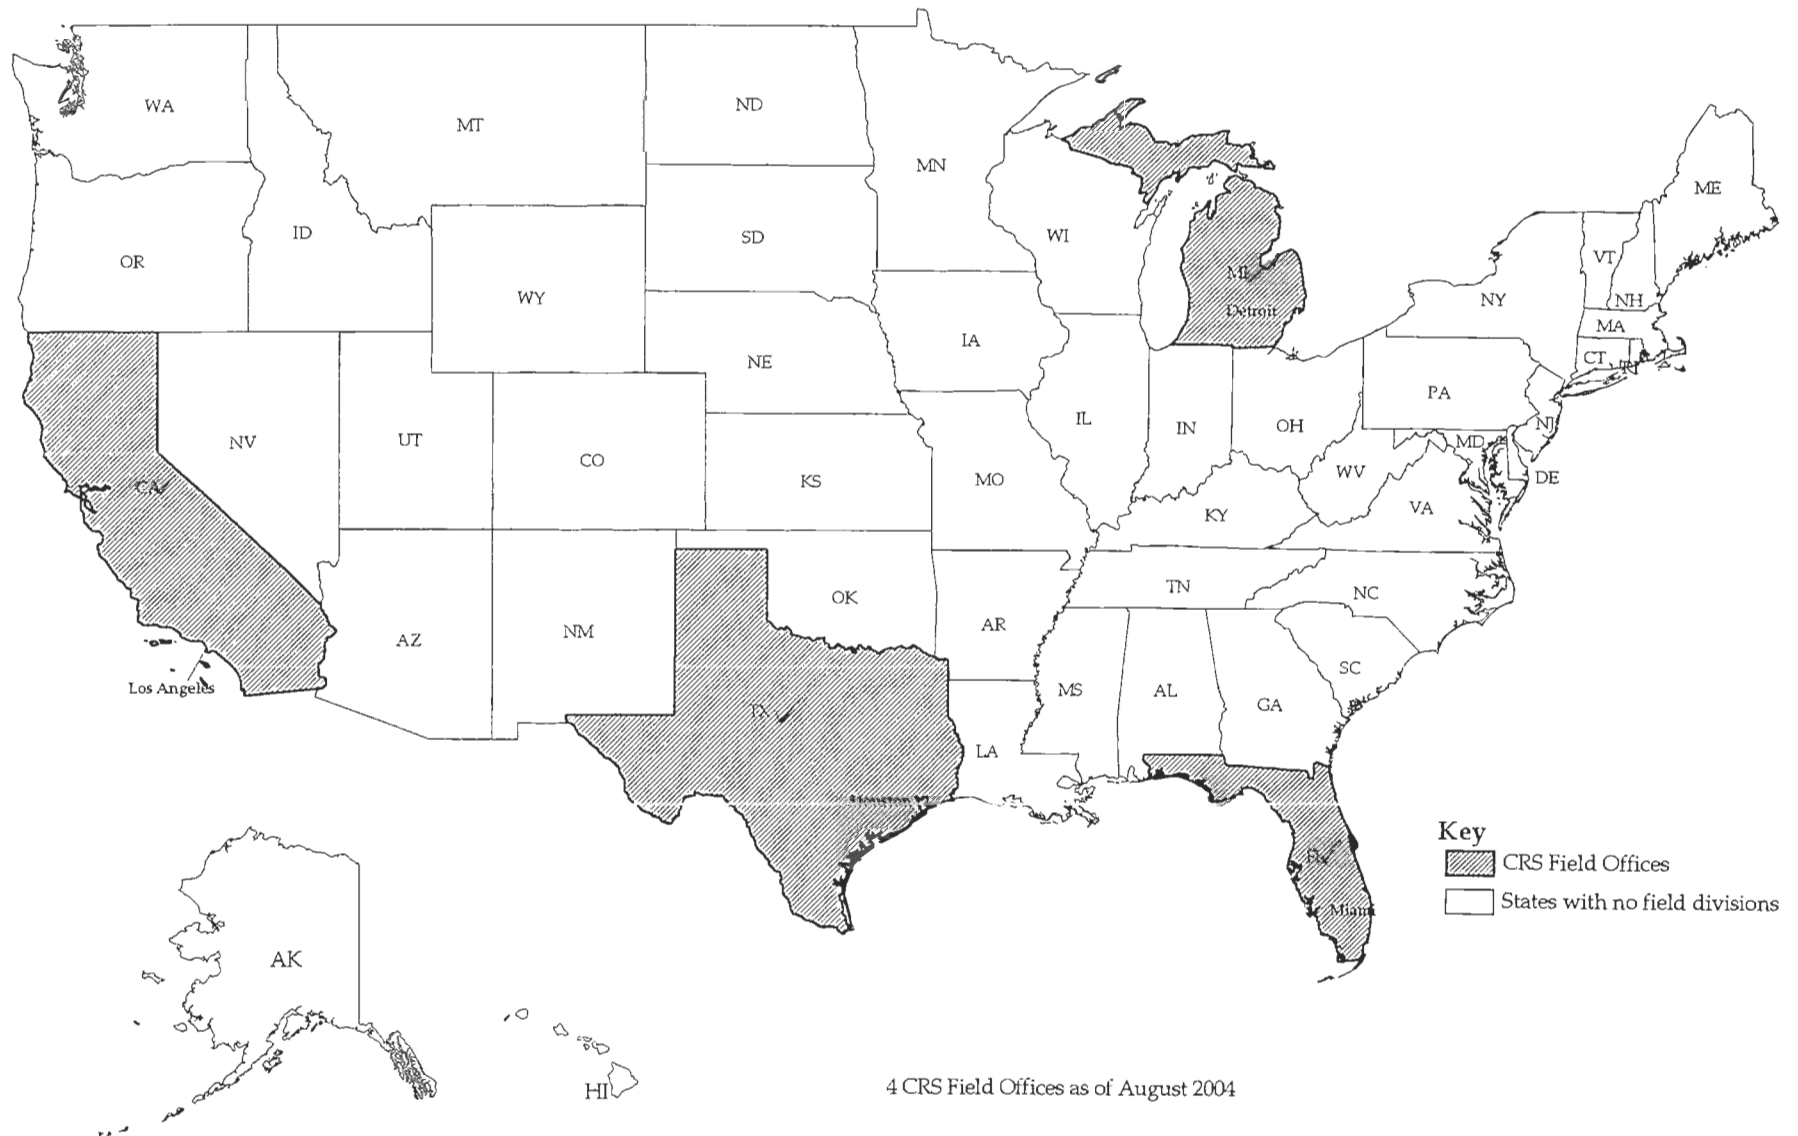 WA
MT
ND
MN
ME
ID
OR
SD
WI
VT
WY
MI
NY
NH
Detroit
MA
IA
NE
CT
PA
NV
UT
CO
IL
IN
OH
NJ
MD
WV
DE
KS
MO
VA
CA
KY
TN
NC
OK
AR
NM
AZ
SC
Los Angeles
MS
AL
GA
TX
LA
Houston
Key
CRS Field Offices
States with no field divisions
FL
Miami
AK
HI
4 CRS Field Offices as of August 2004